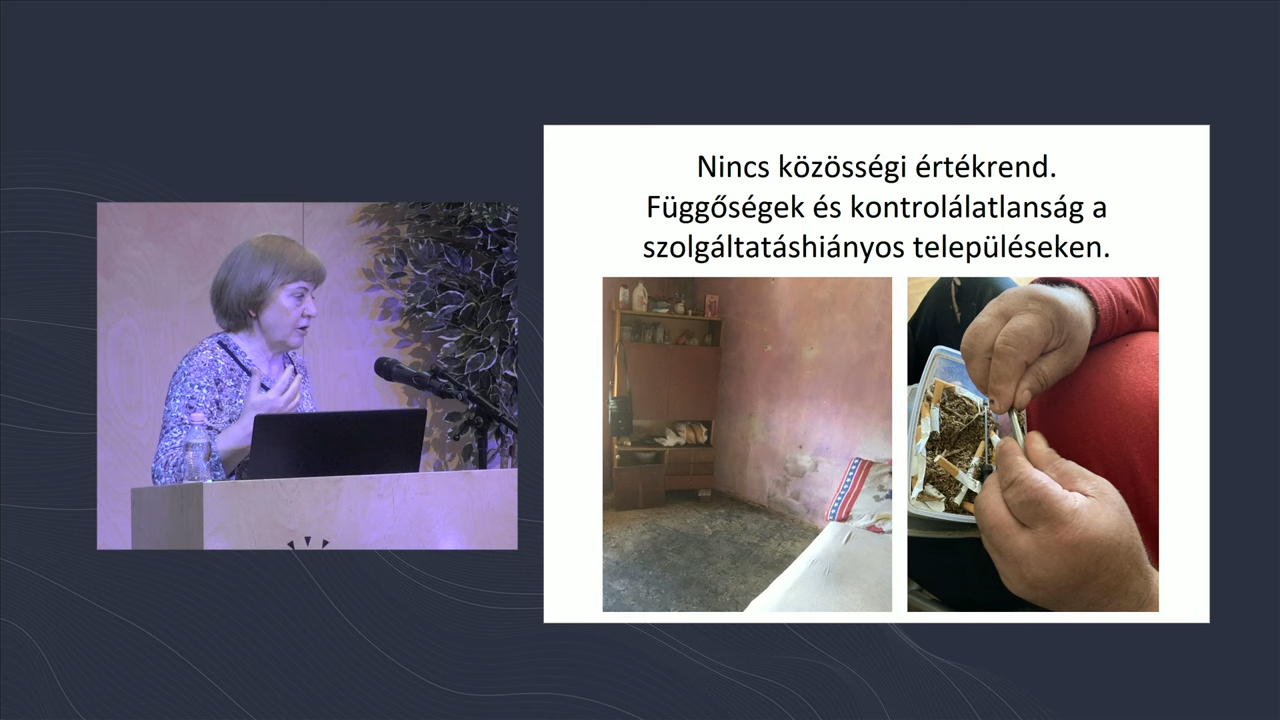 Nincs közösségi értékrend.
Függőségek és kontrolálatlanság a
szolgáltatáshiányos településeken.